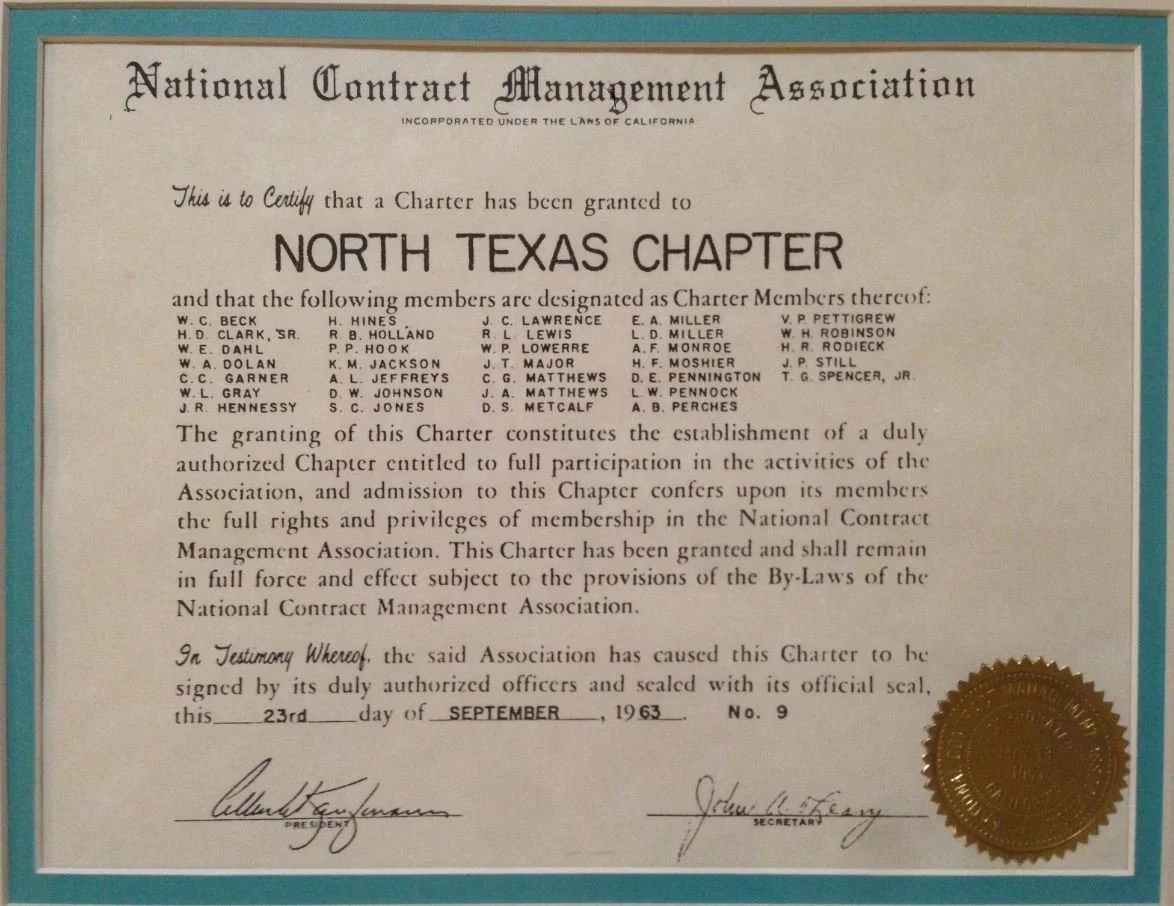 National Contract Management Association
INCORPORATED UNDER THE LAWS OF CALIFORNIA
This is to Certify that a Charter has been granted to
NORTH TEXAS CHAPTER
and that the following members are designated as Charter Members thereof:
W. C. BECK H. HINES J. C. LAWRENCE E. A. MILLER V. P. PETTIGREW
H. D. CLARK, SR. R. B. HOLLAND R. L. LEWIS L. D. MILLER W. H. ROBINSON
W. E. DAHL P. P. HOOK W. P. LOWERRE A. F. MONROE H. R. RODIECK
W. A. DOLAN K. M. JACKSON J. T. MAJOR H. F. MOSHIER J. P. STILL
C. C. GARNER A. L. JEFFREYS C. G. MATTHEWS D. E. PENNINGTON T. G. SPENCER, JR.
W. L. GRAY D. W. JOHNSON J. A. MATTHEWS L. W. PENNOCK
J. R. HENNESSY S. C. JONES D. S. METCALF A. B. PERCHES
The granting of this Charter constitutes the establishment of a duly
authorized Chapter entitled to full participation in the activities of the
Association, and admission to this Chapter confers upon its members
the full rights and privileges of membership in the National Contract
Management Association. This Charter has been granted and shall remain
in full force and effect subject to the provisions of the By-Laws of the
National Contract Management Association.
In Testimony Whereof, the said Association has caused this Charter to be
signed by its duly authorized officers and sealed with its official seal,
this 23rd day of SEPTEMBER, 1963. No. 9
PRESIDENT SECRETARY